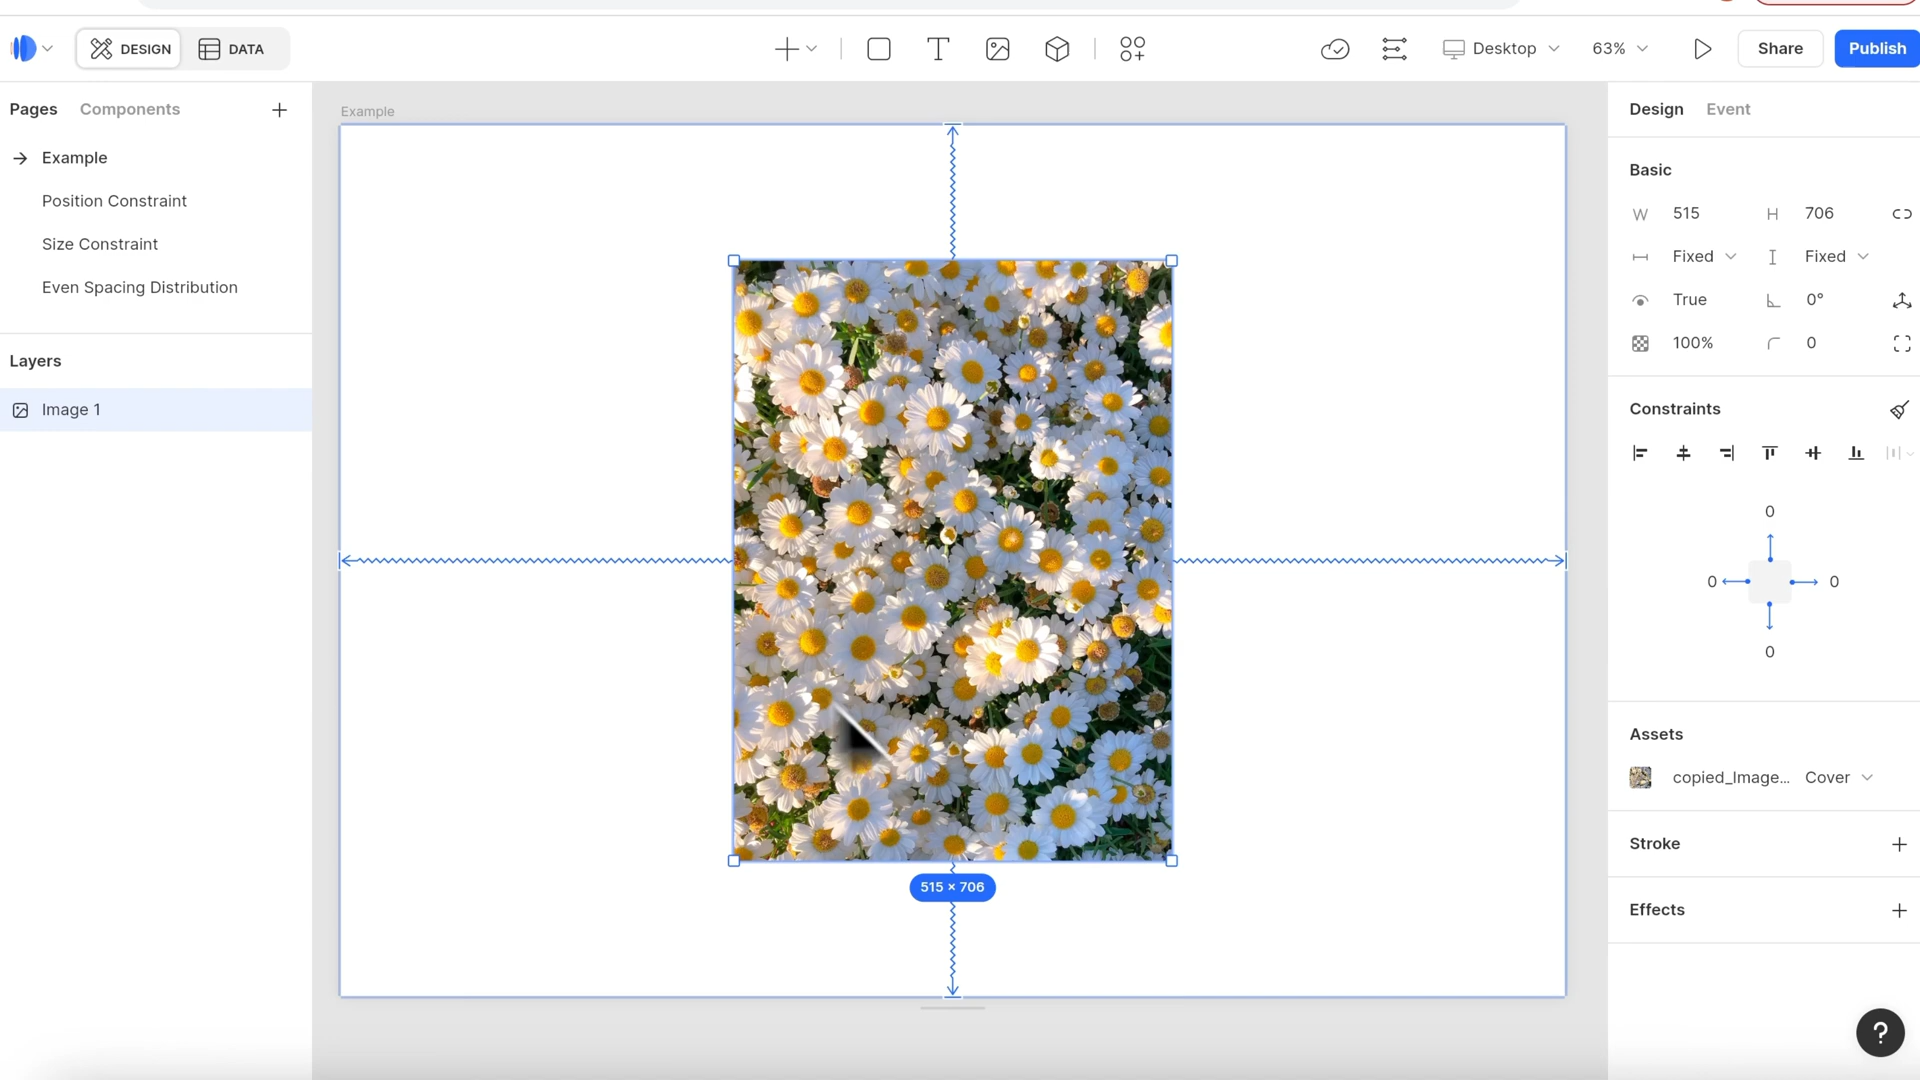 DESIGN
DATA
Desktop
63%
Share
Publish
Pages
Components
Example
Position Constraint
Size Constraint
Even Spacing Distribution
Layers
Image 1
Example
515 × 706
Design
Event
Basic
W 515 H 706
Fixed Fixed
True 0°
100% 0
Constraints
0
0 0
0
Assets
copied_Image... Cover
Stroke
Effects
?